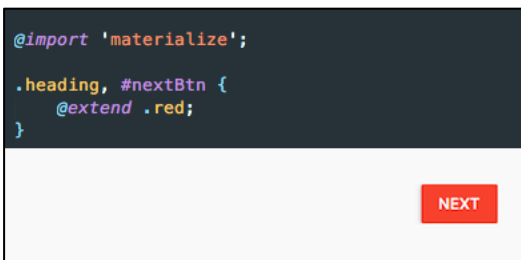 @import 'materialize';
.heading, #nextBtn {
@extend .red;
}
NEXT